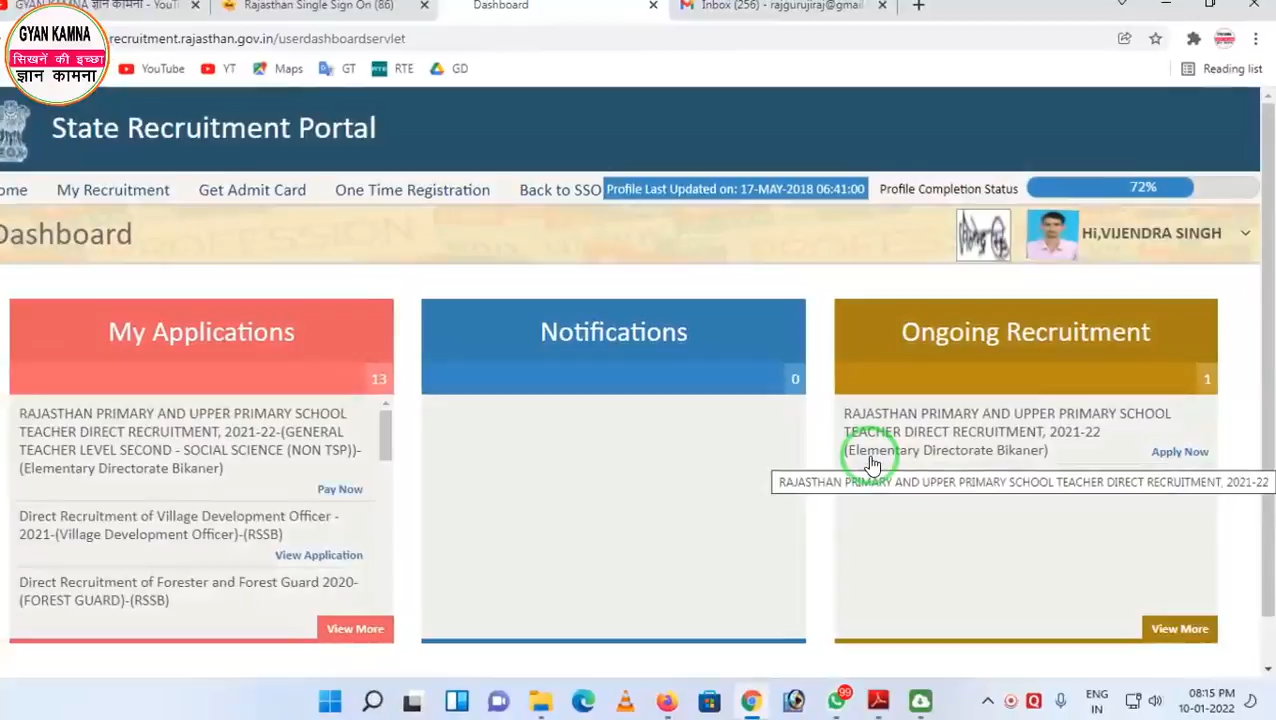 GYAN KAMNA ज्ञान कामना - YouT
Rajasthan Single Sign On (86)
Dashboard
Inbox (256) - rajgurujiraj@gmail
GYAN KAMNA
सिखनें की इच्छा
ज्ञान कामना
recruitment.rajasthan.gov.in/userdashboardservlet
YouTube
YT
Maps
GT
RTE
GD
Reading list
State Recruitment Portal
ome
My Recruitment
Get Admit Card
One Time Registration
Back to SSO
Profile Last Updated on: 17-MAY-2018 06:41:00
Profile Completion Status
72%
Dashboard
Hi,VIJENDRA SINGH
My Applications
13
RAJASTHAN PRIMARY AND UPPER PRIMARY SCHOOL
TEACHER DIRECT RECRUITMENT, 2021-22-(GENERAL
TEACHER LEVEL SECOND - SOCIAL SCIENCE (NON TSP))-
(Elementary Directorate Bikaner)
Pay Now
Direct Recruitment of Village Development Officer -
2021-(Village Development Officer)-(RSSB)
View Application
Direct Recruitment of Forester and Forest Guard 2020-
(FOREST GUARD)-(RSSB)
View More
Notifications
0
Ongoing Recruitment
1
RAJASTHAN PRIMARY AND UPPER PRIMARY SCHOOL
TEACHER DIRECT RECRUITMENT, 2021-22
(Elementary Directorate Bikaner)
Apply Now
RAJASTHAN PRIMARY AND UPPER PRIMARY SCHOOL TEACHER DIRECT RECRUITMENT, 2021-22
View More
99
ENG
IN
08:15 PM
10-01-2022